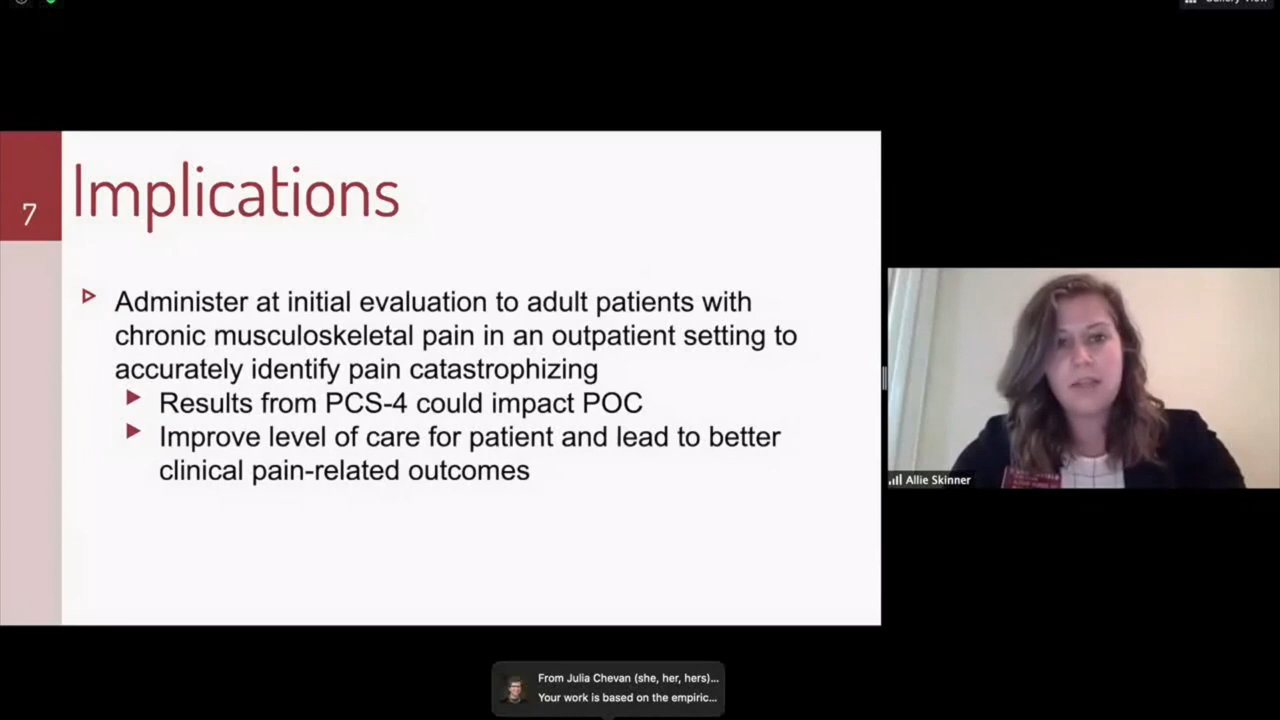 Gallery View
7
Implications
Administer at initial evaluation to adult patients with
chronic musculoskeletal pain in an outpatient setting to
accurately identify pain catastrophizing
Results from PCS-4 could impact POC
Improve level of care for patient and lead to better
clinical pain-related outcomes
Allie Skinner
From Julia Chevan (she, her, hers)...
Your work is based on the empiric...